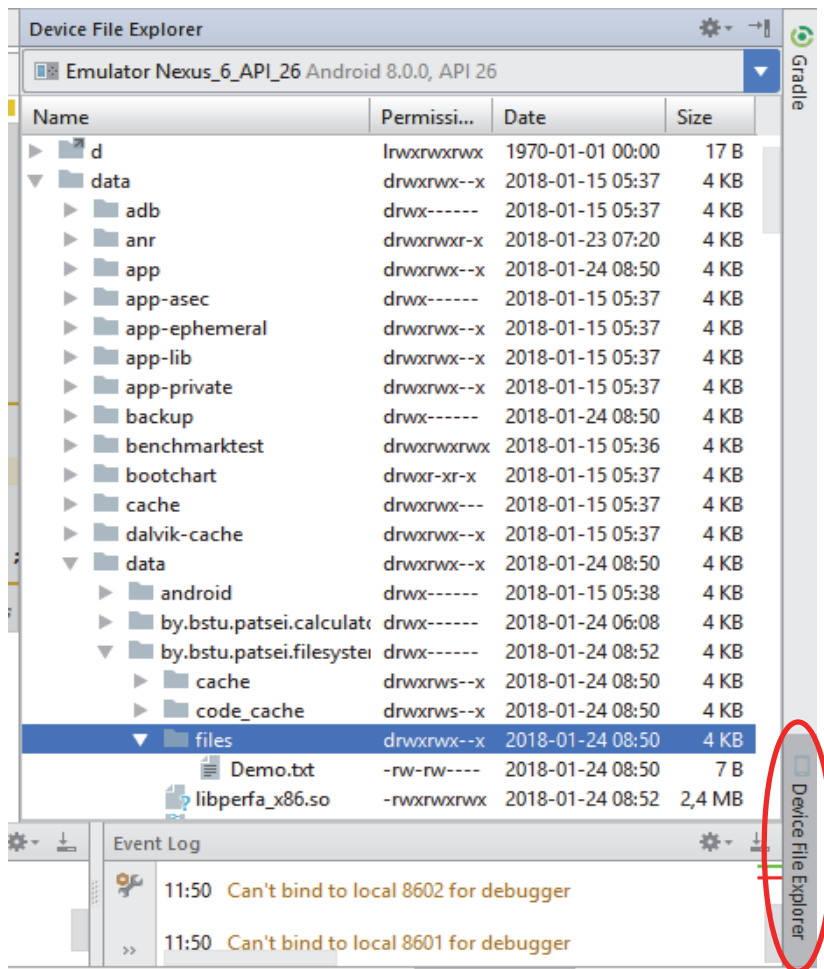 Device File Explorer
Emulator Nexus_6_API_26 Android 8.0.0, API 26
Name Permissi... Date Size
d lrwxrwxrwx 1970-01-01 00:00 17 B
data drwxrwx--x 2018-01-15 05:37 4 KB
adb drwx------ 2018-01-15 05:37 4 KB
anr drwxrwxr-x 2018-01-23 07:20 4 KB
app drwxrwx--x 2018-01-24 08:50 4 KB
app-asec drwx------ 2018-01-15 05:37 4 KB
app-ephemeral drwxrwx--x 2018-01-15 05:37 4 KB
app-lib drwxrwx--x 2018-01-15 05:37 4 KB
app-private drwxrwx--x 2018-01-15 05:37 4 KB
backup drwx------ 2018-01-24 08:50 4 KB
benchmarktest drwxrwxrwx 2018-01-15 05:36 4 KB
bootchart drwxr-xr-x 2018-01-15 05:37 4 KB
cache drwxrwx--- 2018-01-15 05:37 4 KB
dalvik-cache drwxrwx--x 2018-01-15 05:37 4 KB
data drwxrwx--x 2018-01-24 08:50 4 KB
android drwx------ 2018-01-15 05:38 4 KB
by.bstu.patsei.calculato drwx------ 2018-01-24 06:08 4 KB
by.bstu.patsei.filesyster drwx------ 2018-01-24 08:52 4 KB
cache drwxrws--x 2018-01-24 08:50 4 KB
code_cache drwxrws--x 2018-01-24 08:50 4 KB
files drwxrwx--x 2018-01-24 08:50 4 KB
Demo.txt -rw-rw---- 2018-01-24 08:50 7 B
libperfa_x86.so -rwxrwxrwx 2018-01-24 08:52 2,4 MB
Event Log
11:50 Can't bind to local 8602 for debugger
11:50 Can't bind to local 8601 for debugger
Gradle
Device File Explorer